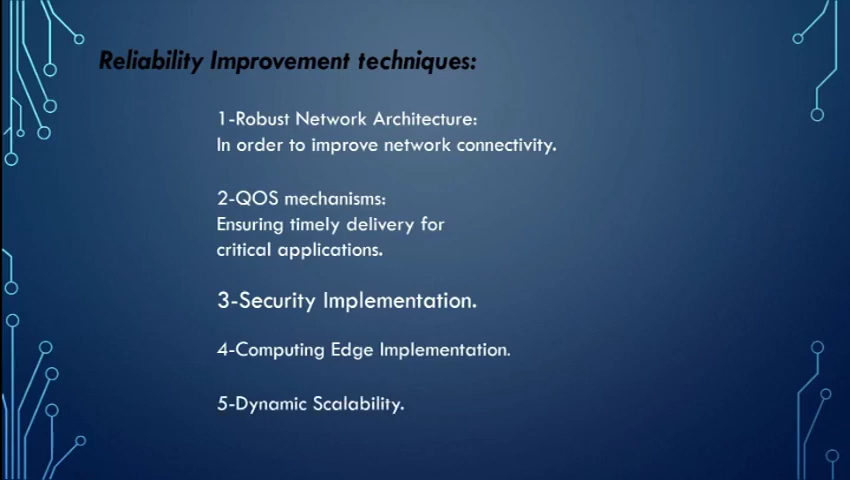 Reliability Improvement techniques:
1-Robust Network Architecture:
In order to improve network connectivity.
2-QOS mechanisms:
Ensuring timely delivery for
critical applications.
3-Security Implementation.
4-Computing Edge Implementation.
5-Dynamic Scalability.